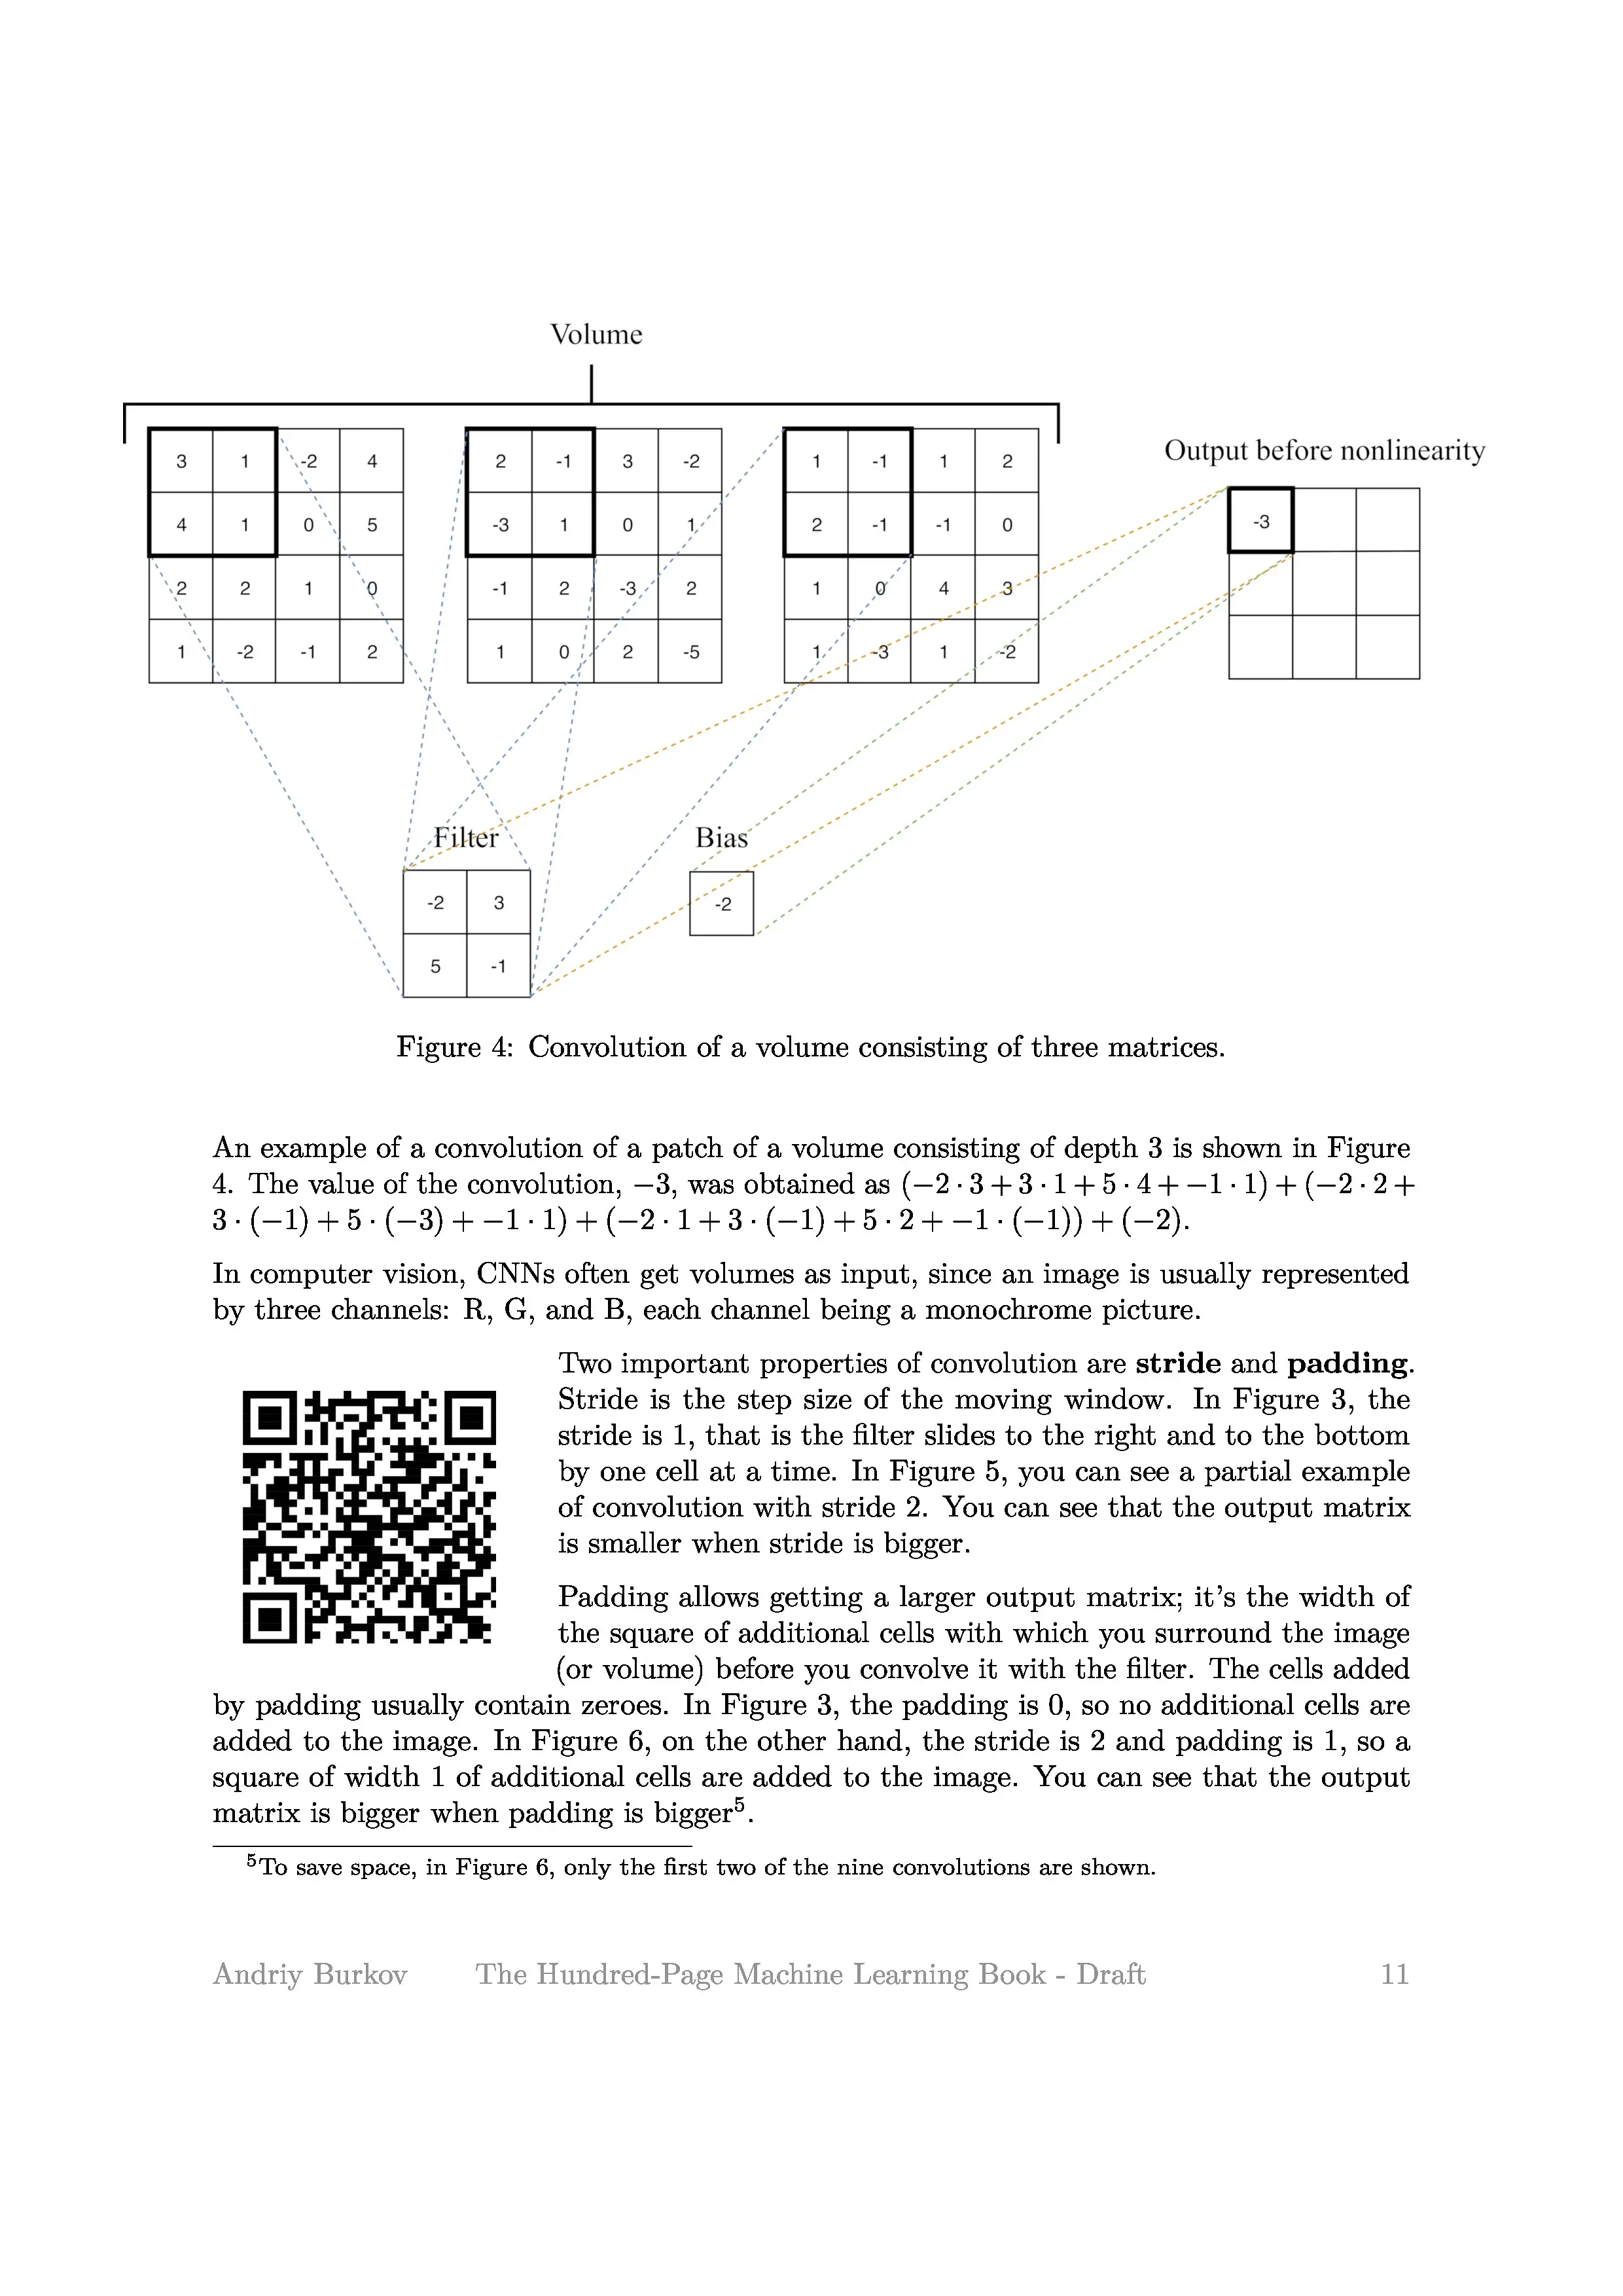 Volume
Output before nonlinearity
3 1 -2 4
4 1 0 5
2 2 1 0
1 -2 -1 2
2 -1 3 -2
-3 1 0 1
-1 2 -3 2
1 0 2 -5
1 -1 1 2
2 -1 -1 0
1 0 4 3
1 -3 1 -2
-3
Filter
-2 3
5 -1
Bias
-2
Figure 4: Convolution of a volume consisting of three matrices.
An example of a convolution of a patch of a volume consisting of depth 3 is shown in Figure
4. The value of the convolution, −3, was obtained as (−2 · 3 + 3 · 1 + 5 · 4 + −1 · 1) + (−2 · 2 +
3 · (−1) + 5 · (−3) + −1 · 1) + (−2 · 1 + 3 · (−1) + 5 · 2 + −1 · (−1)) + (−2).
In computer vision, CNNs often get volumes as input, since an image is usually represented
by three channels: R, G, and B, each channel being a monochrome picture.
Two important properties of convolution are stride and padding.
Stride is the step size of the moving window. In Figure 3, the
stride is 1, that is the filter slides to the right and to the bottom
by one cell at a time. In Figure 5, you can see a partial example
of convolution with stride 2. You can see that the output matrix
is smaller when stride is bigger.
Padding allows getting a larger output matrix; it’s the width of
the square of additional cells with which you surround the image
(or volume) before you convolve it with the filter. The cells added
by padding usually contain zeroes. In Figure 3, the padding is 0, so no additional cells are
added to the image. In Figure 6, on the other hand, the stride is 2 and padding is 1, so a
square of width 1 of additional cells are added to the image. You can see that the output
matrix is bigger when padding is bigger⁵.
⁵To save space, in Figure 6, only the first two of the nine convolutions are shown.
Andriy Burkov The Hundred-Page Machine Learning Book - Draft 11